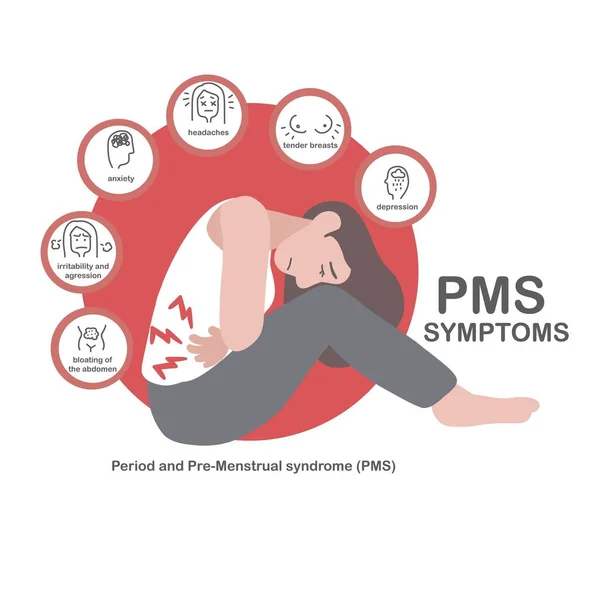 headaches
tender breasts
anxiety
depression
irritability and
agression
bloating of
the abdomen
PMS
SYMPTOMS
Period and Pre-Menstrual syndrome (PMS)